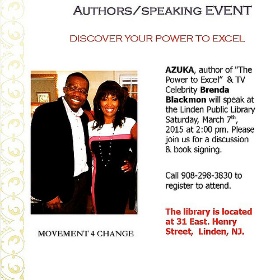 AUTHORS/SPEAKING EVENT
DISCOVER YOUR POWER TO EXCEL
AZUKA, author of "The
Power to Excel" & TV
Celebrity Brenda
Blackmon will speak at
the Linden Public Library
Saturday, March 7th,
2015 at 2:00 pm. Please
join us for a discussion
& book signing.
Call 908-298-3830 to
register to attend.
The library is located
at 31 East. Henry
Street, Linden, NJ.
MOVEMENT 4 CHANGE